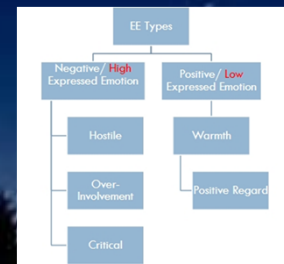 EE Types
Negative/ High
Expressed Emotion
Positive/ Low
Expressed Emotion
Hostile
Warmth
Over-
Involvement
Positive Regard
Critical